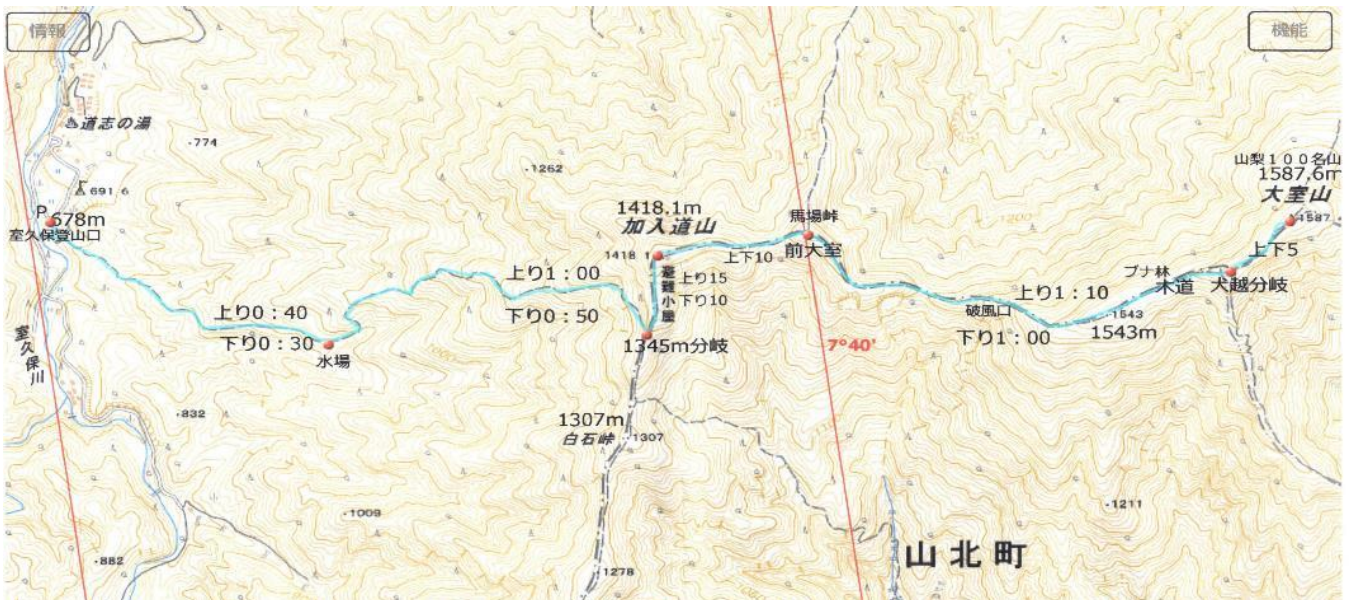 情報
機能
道志の湯
774
691.6
P
678m
室久保登山口
室久保川
上り0：40
下り0：30
水場
832
882
1009
1262
上り1：00
下り0：50
1418.1m
加入道山
1418.1
避難小屋
上り15
下り10
1345m分岐
1307m
白石峠
1307
1278
上下10
馬場峠
前大室
7°40'
1200
破風口
上り1：10
下り1：00
ブナ林
木道
1543
1543m
犬越分岐
上下5
山梨１００名山
1587.6m
大室山
1587
1211
山北町